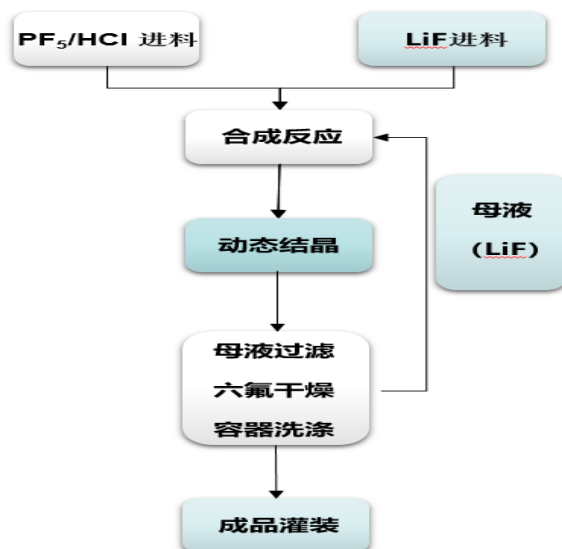 PF₅/HCl 进料
LiF进料
合成反应
动态结晶
母液
(LiF)
母液过滤
六氟干燥
容器洗涤
成品灌装